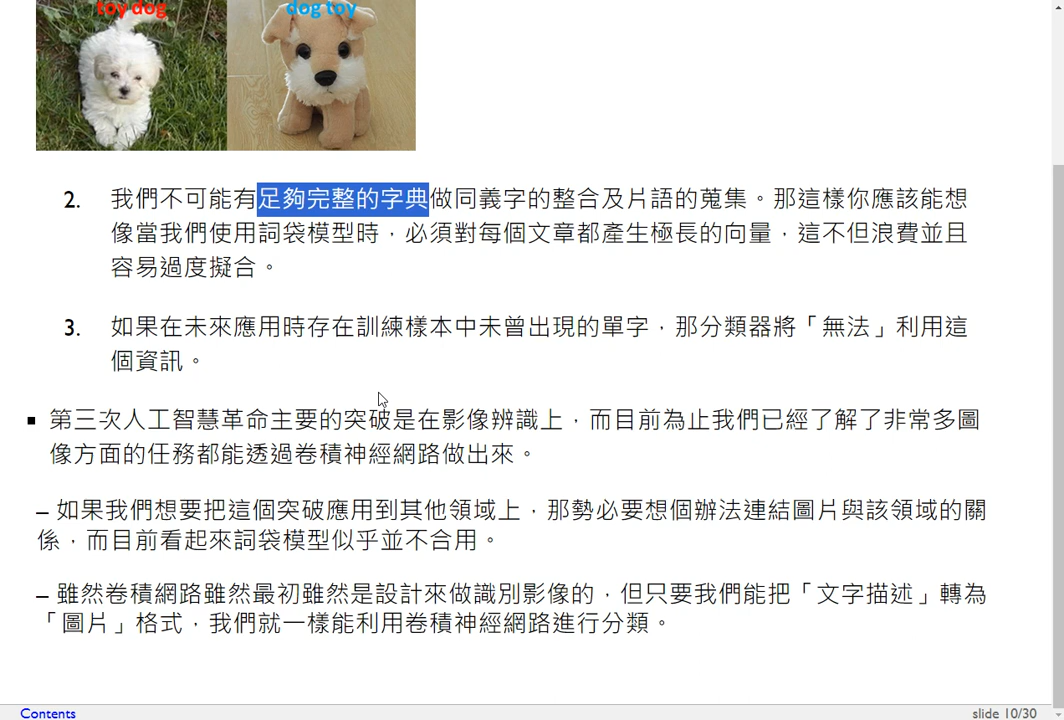 toy dog dog toy
2. 我們不可能有足夠完整的字典做同義字的整合及片語的蒐集。那這樣你應該能想
像當我們使用詞袋模型時，必須對每個文章都產生極長的向量，這不但浪費並且
容易過度擬合。
3. 如果在未來應用時存在訓練樣本中未曾出現的單字，那分類器將「無法」利用這
個資訊。
▪ 第三次人工智慧革命主要的突破是在影像辨識上，而目前為止我們已經了解了非常多圖
像方面的任務都能透過卷積神經網路做出來。
– 如果我們想要把這個突破應用到其他領域上，那勢必要想個辦法連結圖片與該領域的關
係，而目前看起來詞袋模型似乎並不合用。
– 雖然卷積網路雖然最初雖然是設計來做識別影像的，但只要我們能把「文字描述」轉為
「圖片」格式，我們就一樣能利用卷積神經網路進行分類。
Contents slide 10/30